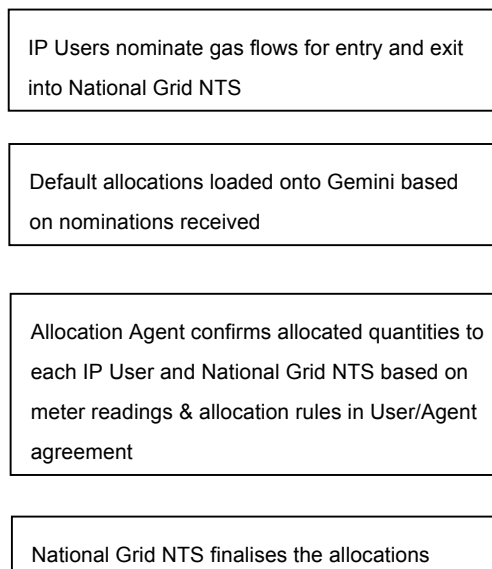 IP Users nominate gas flows for entry and exit
into National Grid NTS
Default allocations loaded onto Gemini based
on nominations received
Allocation Agent confirms allocated quantities to
each IP User and National Grid NTS based on
meter readings & allocation rules in User/Agent
agreement
National Grid NTS finalises the allocations